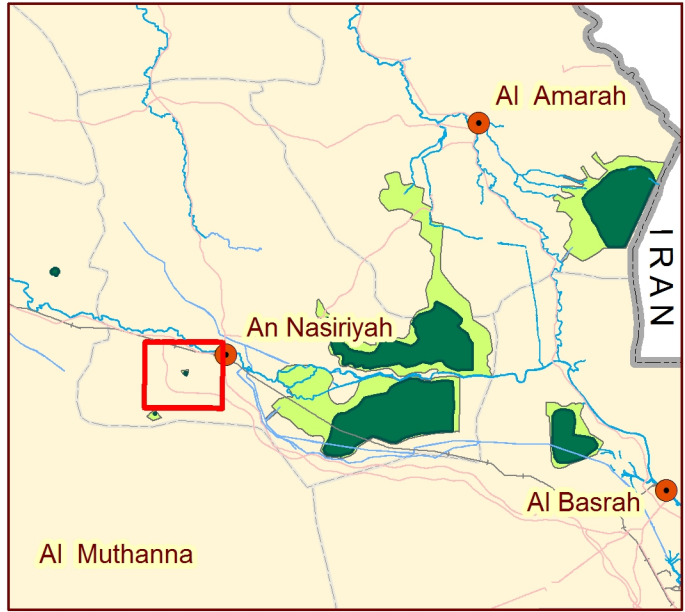 Al Amarah
IRAN
An Nasiriyah
Al Basrah
Al Muthanna